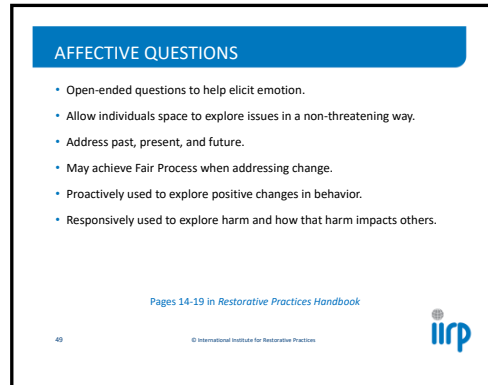 AFFECTIVE QUESTIONS
• Open-ended questions to help elicit emotion.
• Allow individuals space to explore issues in a non-threatening way.
• Address past, present, and future.
• May achieve Fair Process when addressing change.
• Proactively used to explore positive changes in behavior.
• Responsively used to explore harm and how that harm impacts others.
Pages 14-19 in Restorative Practices Handbook
49
© International Institute for Restorative Practices
iirp